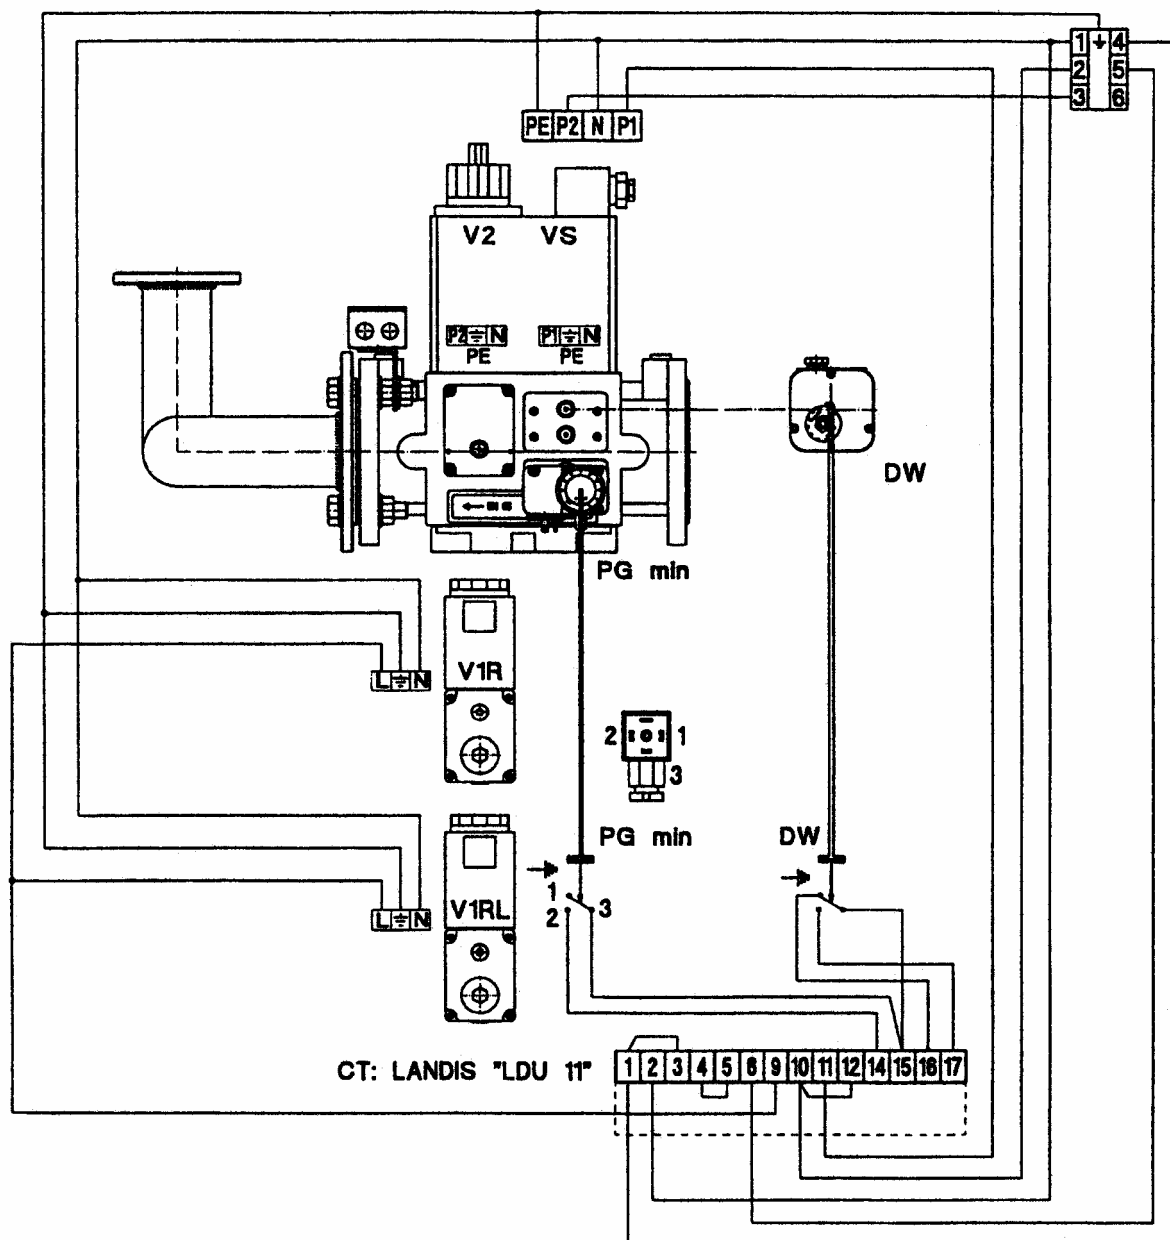 1 ⏚ 4
2 5
3 6
PE P2 N P1
V2 VS
P2 ⏚ N P1 ⏚ N
PE PE
DW
PG min
V1R
L ⏚ N
2 1
3
PG min DW
1
2 3
V1RL
L ⏚ N
CT: LANDIS "LDU 11" 1 2 3 4 5 6 9 10 11 12 14 15 16 17